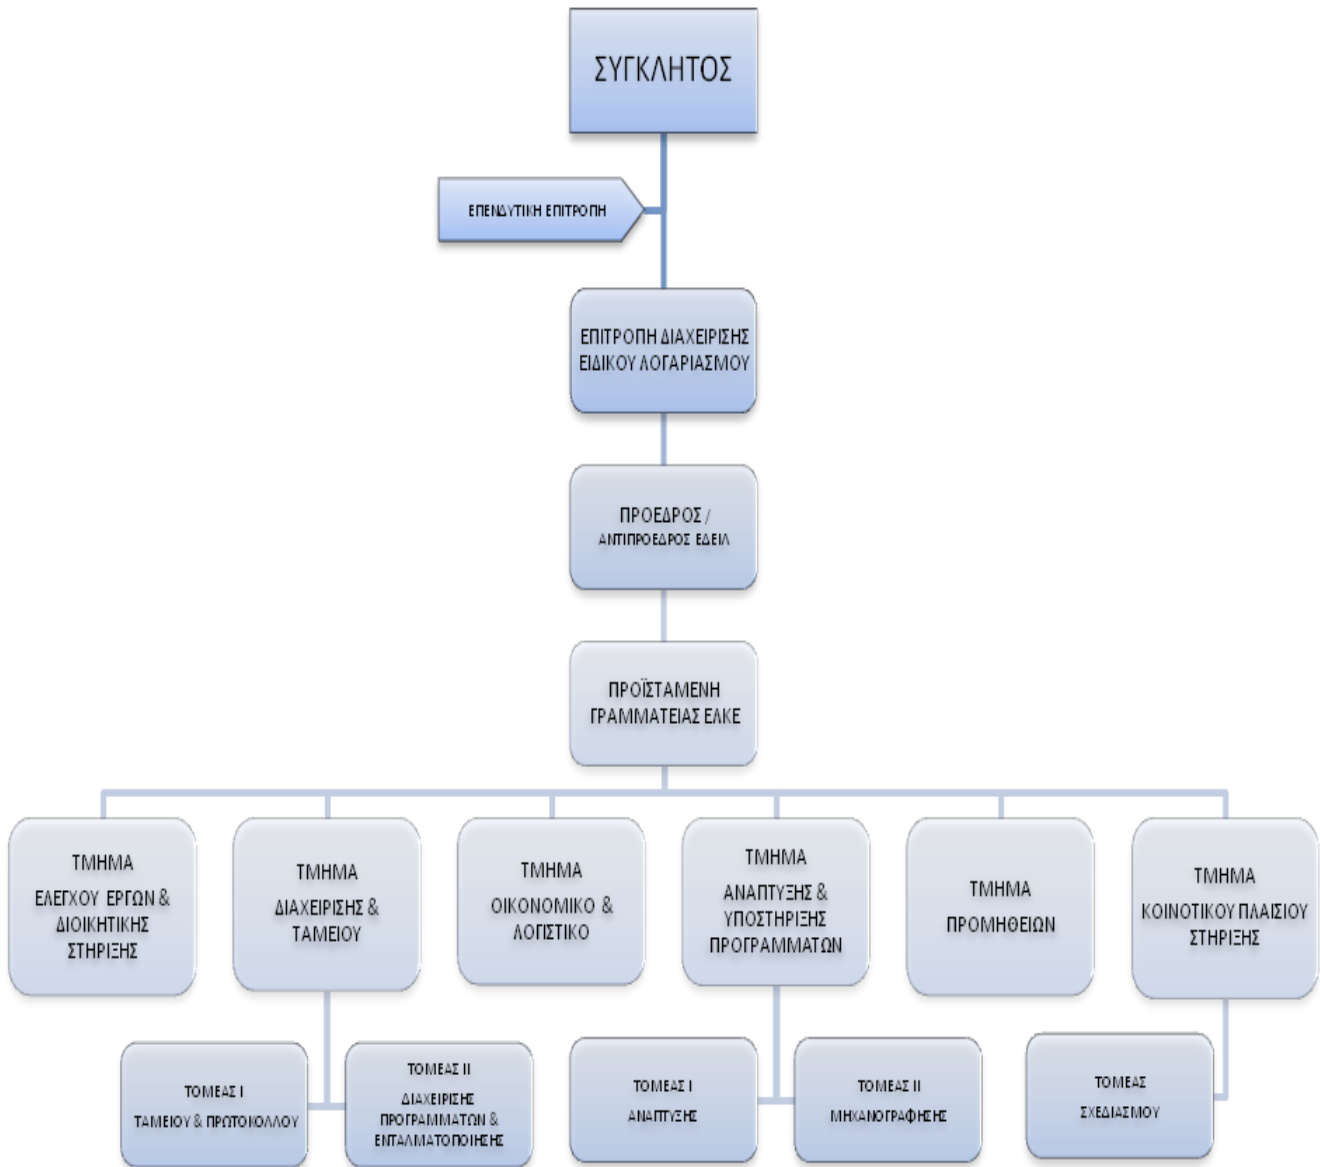 ΣΥΓΚΛΗΤΟΣ
ΕΠΕΝΔΥΤΙΚΗ ΕΠΙΤΡΟΠΗ
ΕΠΙΤΡΟΠΗ ΔΙΑΧΕΙΡΙΣΗΣ
ΕΙΔΙΚΟΥ ΛΟΓΑΡΙΑΣΜΟΥ
ΠΡΟΕΔΡΟΣ /
ΑΝΤΙΠΡΟΕΔΡΟΣ ΕΔΕΙΛ
ΠΡΟΪΣΤΑΜΕΝΗ
ΓΡΑΜΜΑΤΕΙΑΣ ΕΛΚΕ
ΤΜΗΜΑ
ΕΛΕΓΧΟΥ ΕΡΓΩΝ &
ΔΙΟΙΚΗΤΙΚΗΣ
ΣΤΗΡΙΞΗΣ
ΤΜΗΜΑ
ΔΙΑΧΕΙΡΙΣΗΣ &
ΤΑΜΕΙΟΥ
ΤΜΗΜΑ
ΟΙΚΟΝΟΜΙΚΟ &
ΛΟΓΙΣΤΙΚΟ
ΤΜΗΜΑ
ΑΝΑΠΤΥΞΗΣ &
ΥΠΟΣΤΗΡΙΞΗΣ
ΠΡΟΓΡΑΜΜΑΤΩΝ
ΤΜΗΜΑ
ΠΡΟΜΗΘΕΙΩΝ
ΤΜΗΜΑ
ΚΟΙΝΟΤΙΚΟΥ ΠΛΑΙΣΙΟΥ
ΣΤΗΡΙΞΗΣ
ΤΟΜΕΑΣ Ι
ΤΑΜΕΙΟΥ & ΠΡΩΤΟΚΟΛΛΟΥ
ΤΟΜΕΑΣ ΙΙ
ΔΙΑΧΕΙΡΙΣΗΣ
ΠΡΟΓΡΑΜΜΑΤΩΝ &
ΕΝΤΑΛΜΑΤΟΠΟΙΗΣΗΣ
ΤΟΜΕΑΣ Ι
ΑΝΑΠΤΥΞΗΣ
ΤΟΜΕΑΣ ΙΙ
ΜΗΧΑΝΟΓΡΑΦΗΣΗΣ
ΤΟΜΕΑΣ
ΣΧΕΔΙΑΣΜΟΥ